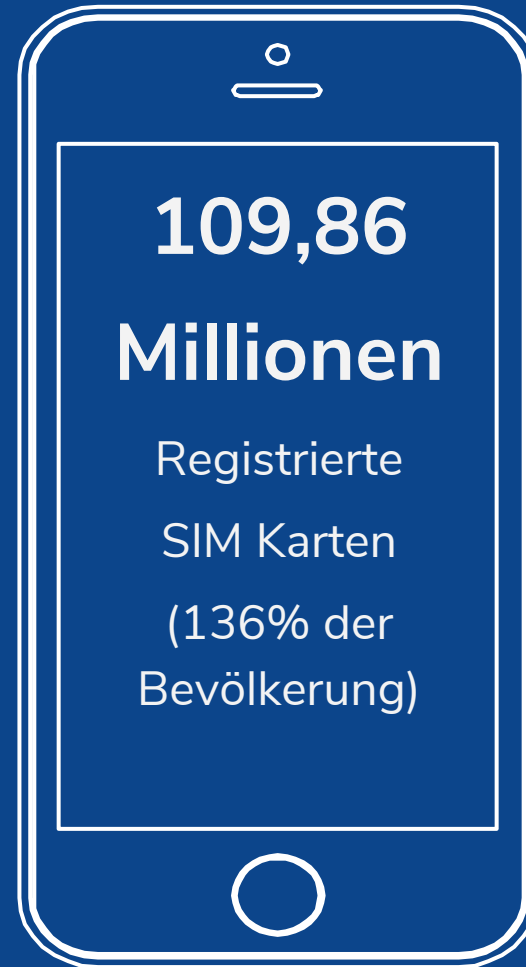 109,86
Millionen
Registrierte
SIM Karten
(136% der
Bevölkerung)